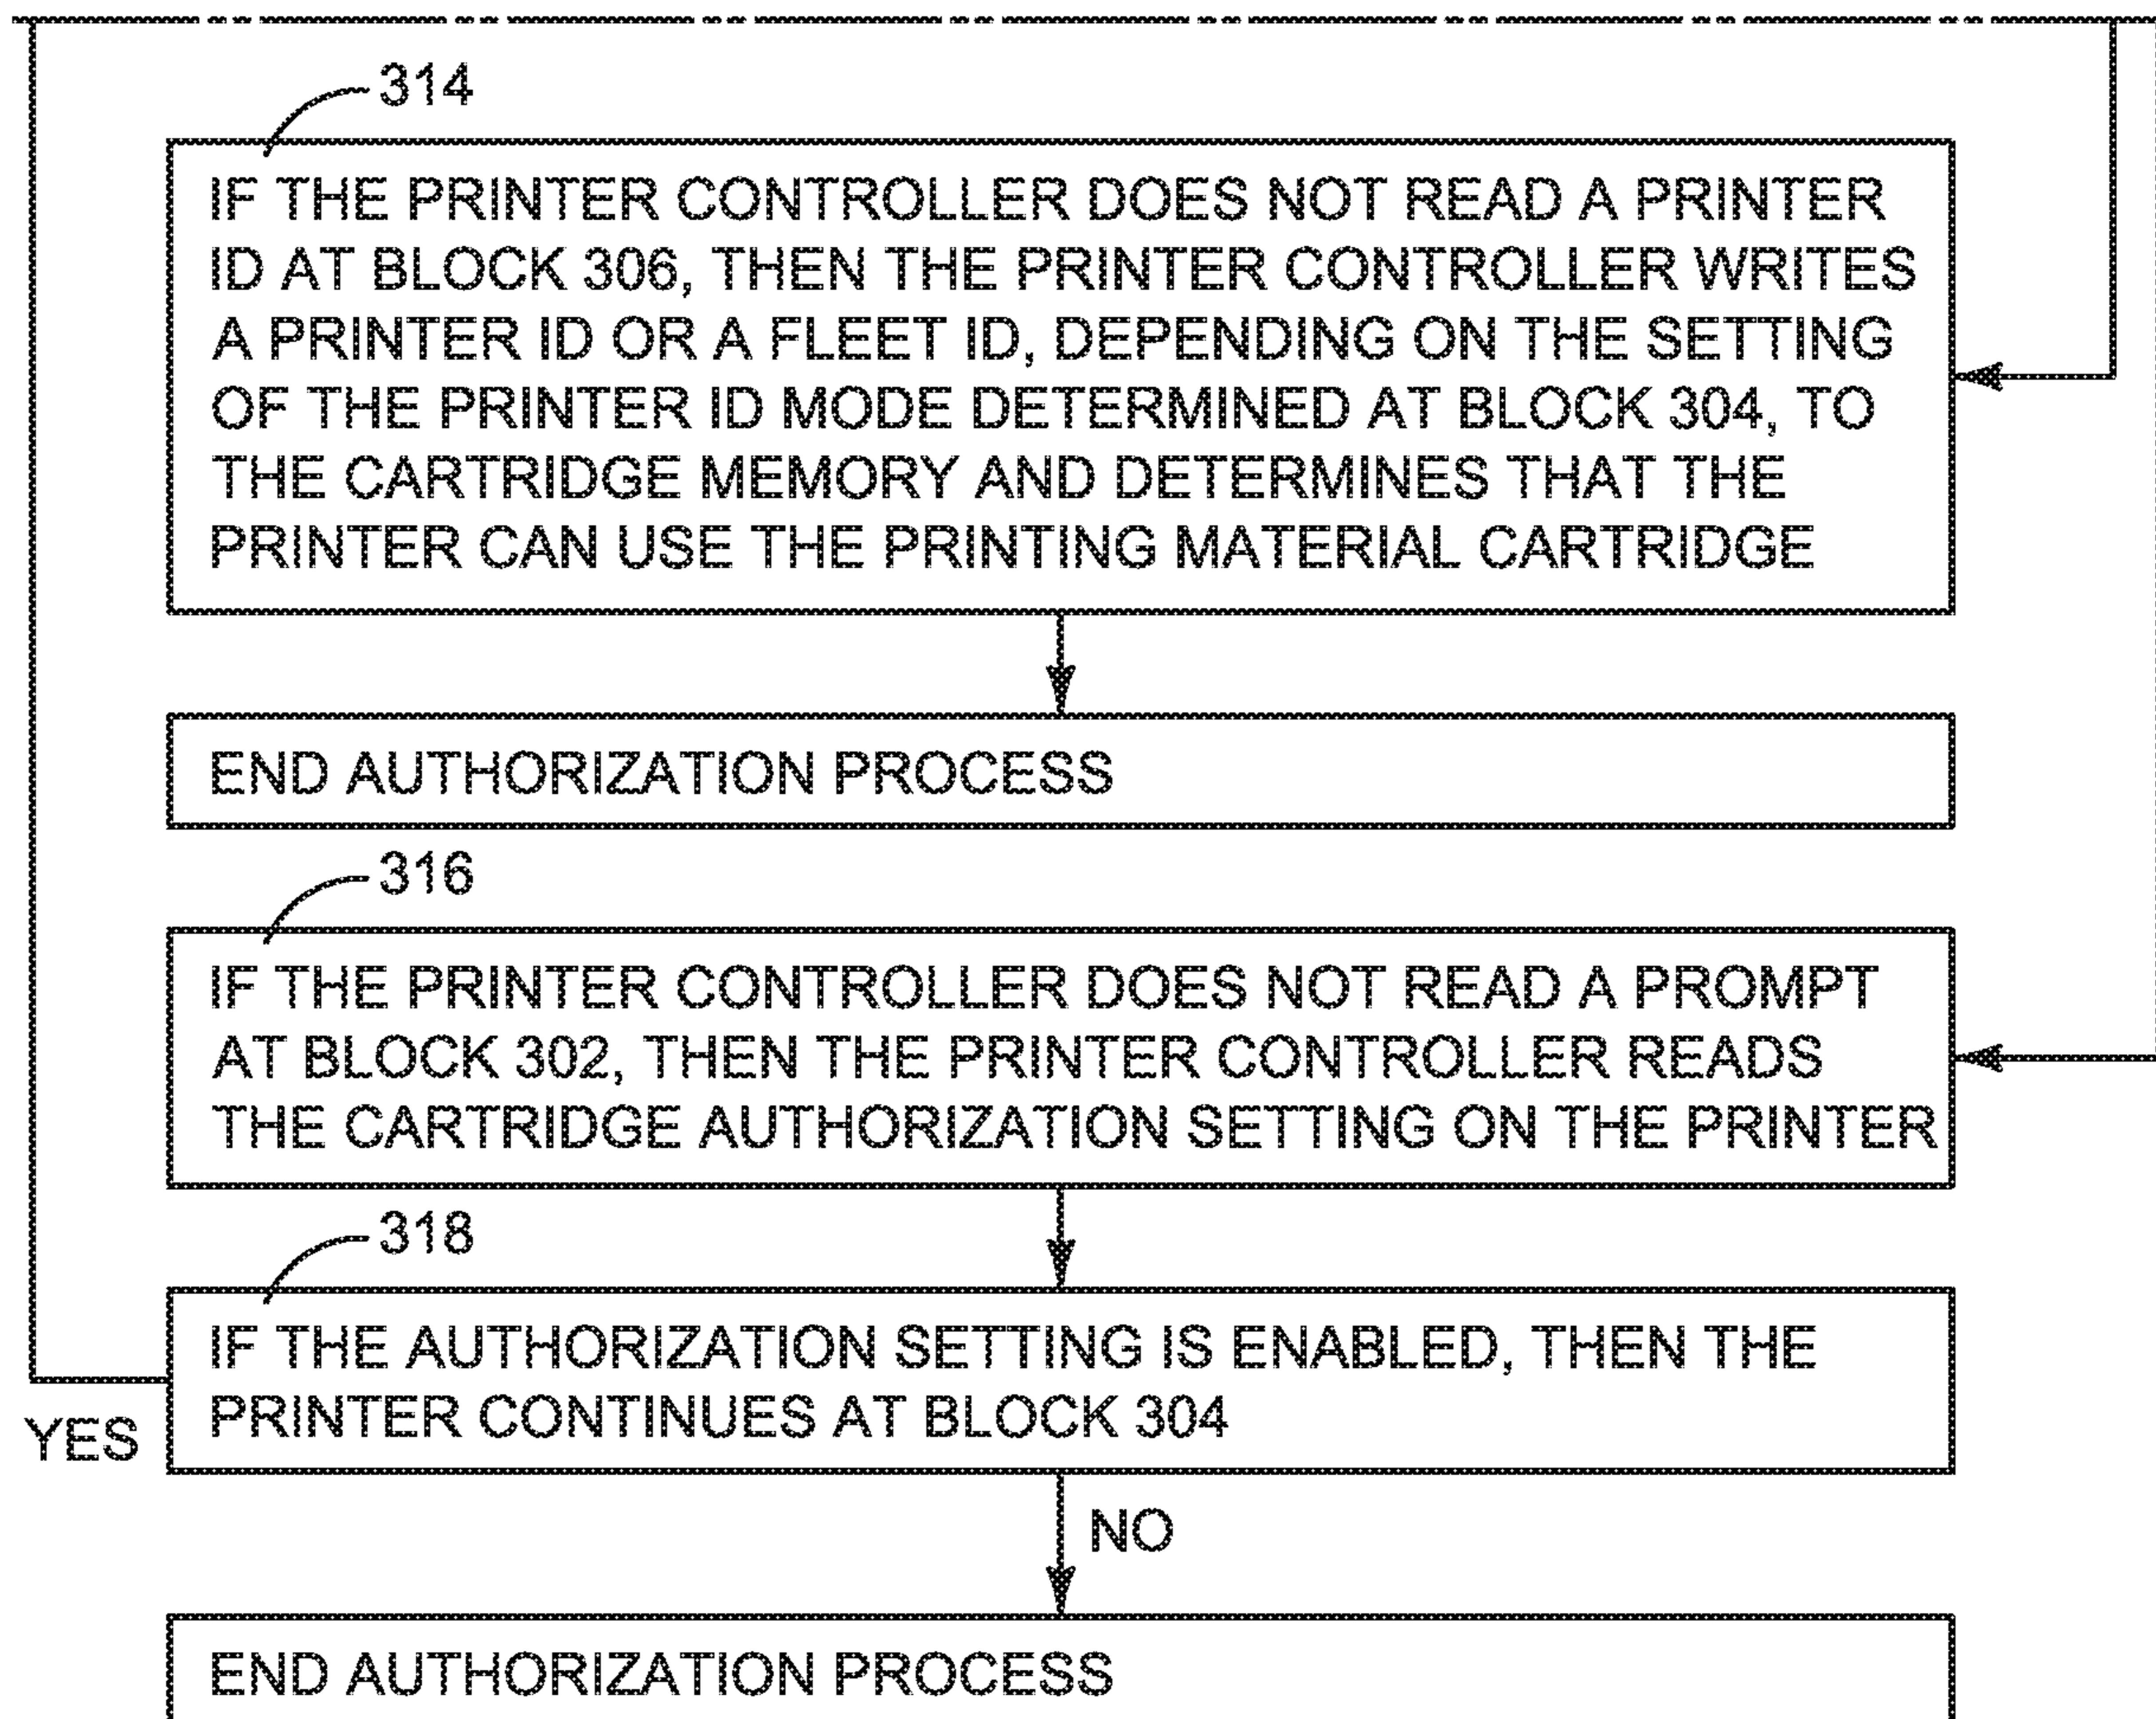 314
IF THE PRINTER CONTROLLER DOES NOT READ A PRINTER
ID AT BLOCK 306, THEN THE PRINTER CONTROLLER WRITES
A PRINTER ID OR A FLEET ID, DEPENDING ON THE SETTING
OF THE PRINTER ID MODE DETERMINED AT BLOCK 304, TO
THE CARTRIDGE MEMORY AND DETERMINES THAT THE
PRINTER CAN USE THE PRINTING MATERIAL CARTRIDGE
END AUTHORIZATION PROCESS
316
IF THE PRINTER CONTROLLER DOES NOT READ A PROMPT
AT BLOCK 302, THEN THE PRINTER CONTROLLER READS
THE CARTRIDGE AUTHORIZATION SETTING ON THE PRINTER
318
IF THE AUTHORIZATION SETTING IS ENABLED, THEN THE
PRINTER CONTINUES AT BLOCK 304
YES
NO
END AUTHORIZATION PROCESS